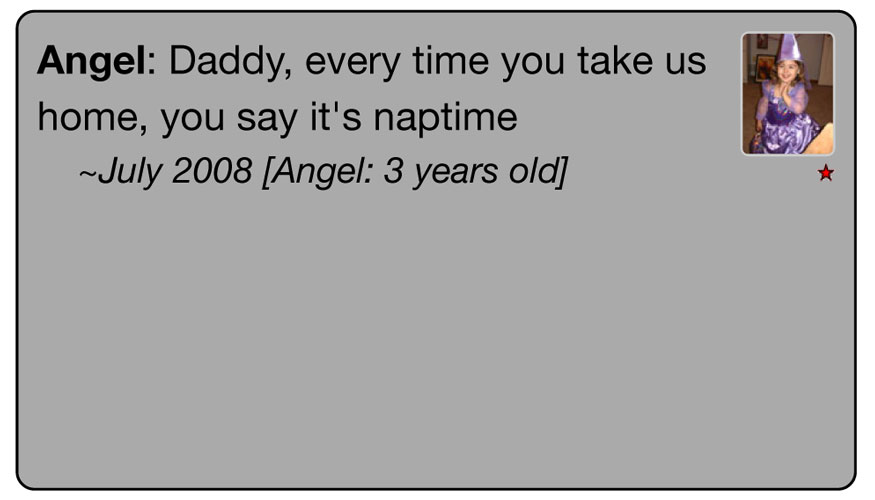 Angel: Daddy, every time you take us
home, you say it's naptime
~July 2008 [Angel: 3 years old]